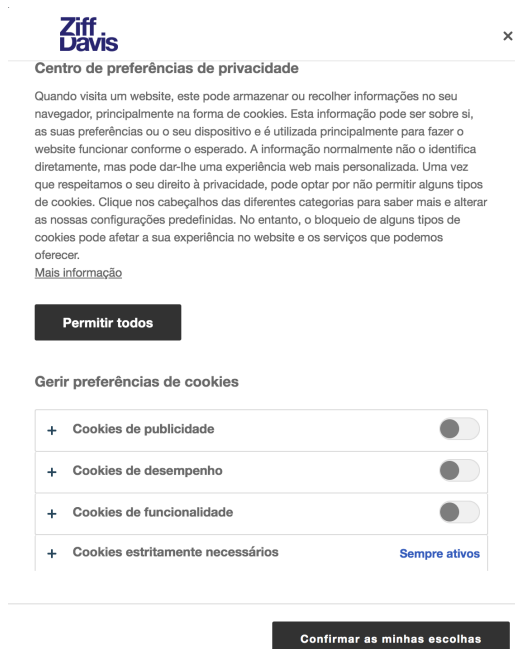 Ziff
Davis
×
Centro de preferências de privacidade
Quando visita um website, este pode armazenar ou recolher informações no seu
navegador, principalmente na forma de cookies. Esta informação pode ser sobre si,
as suas preferências ou o seu dispositivo e é utilizada principalmente para fazer o
website funcionar conforme o esperado. A informação normalmente não o identifica
diretamente, mas pode dar-lhe uma experiência web mais personalizada. Uma vez
que respeitamos o seu direito à privacidade, pode optar por não permitir alguns tipos
de cookies. Clique nos cabeçalhos das diferentes categorias para saber mais e alterar
as nossas configurações predefinidas. No entanto, o bloqueio de alguns tipos de
cookies pode afetar a sua experiência no website e os serviços que podemos
oferecer.
Mais informação
Permitir todos
Gerir preferências de cookies
+ Cookies de publicidade
+ Cookies de desempenho
+ Cookies de funcionalidade
+ Cookies estritamente necessários Sempre ativos
Confirmar as minhas escolhas